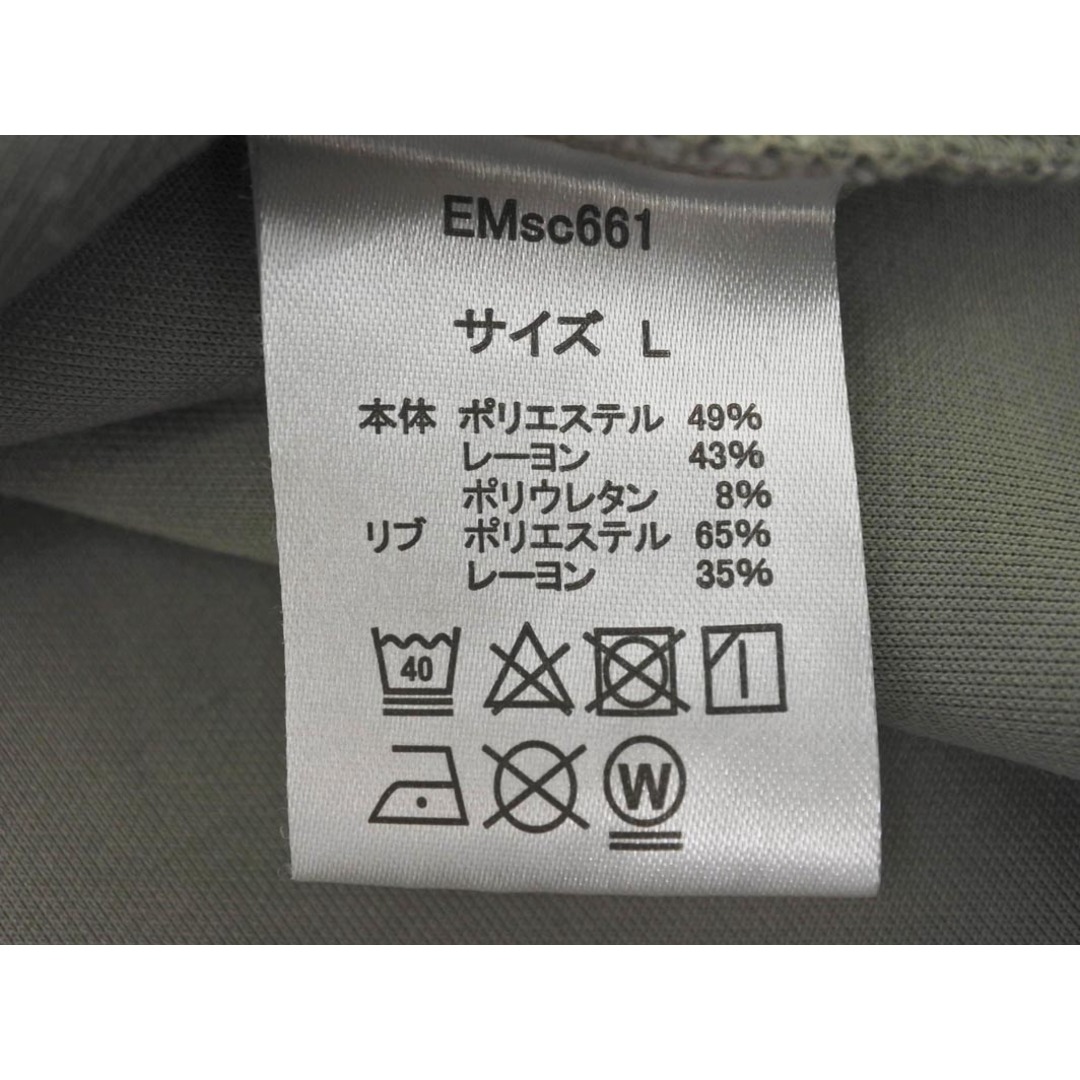 EMsc661
サイズ L
本体 ポリエステル 49%
レーヨン 43%
ポリウレタン 8%
リブ ポリエステル 65%
レーヨン 35%
40
W